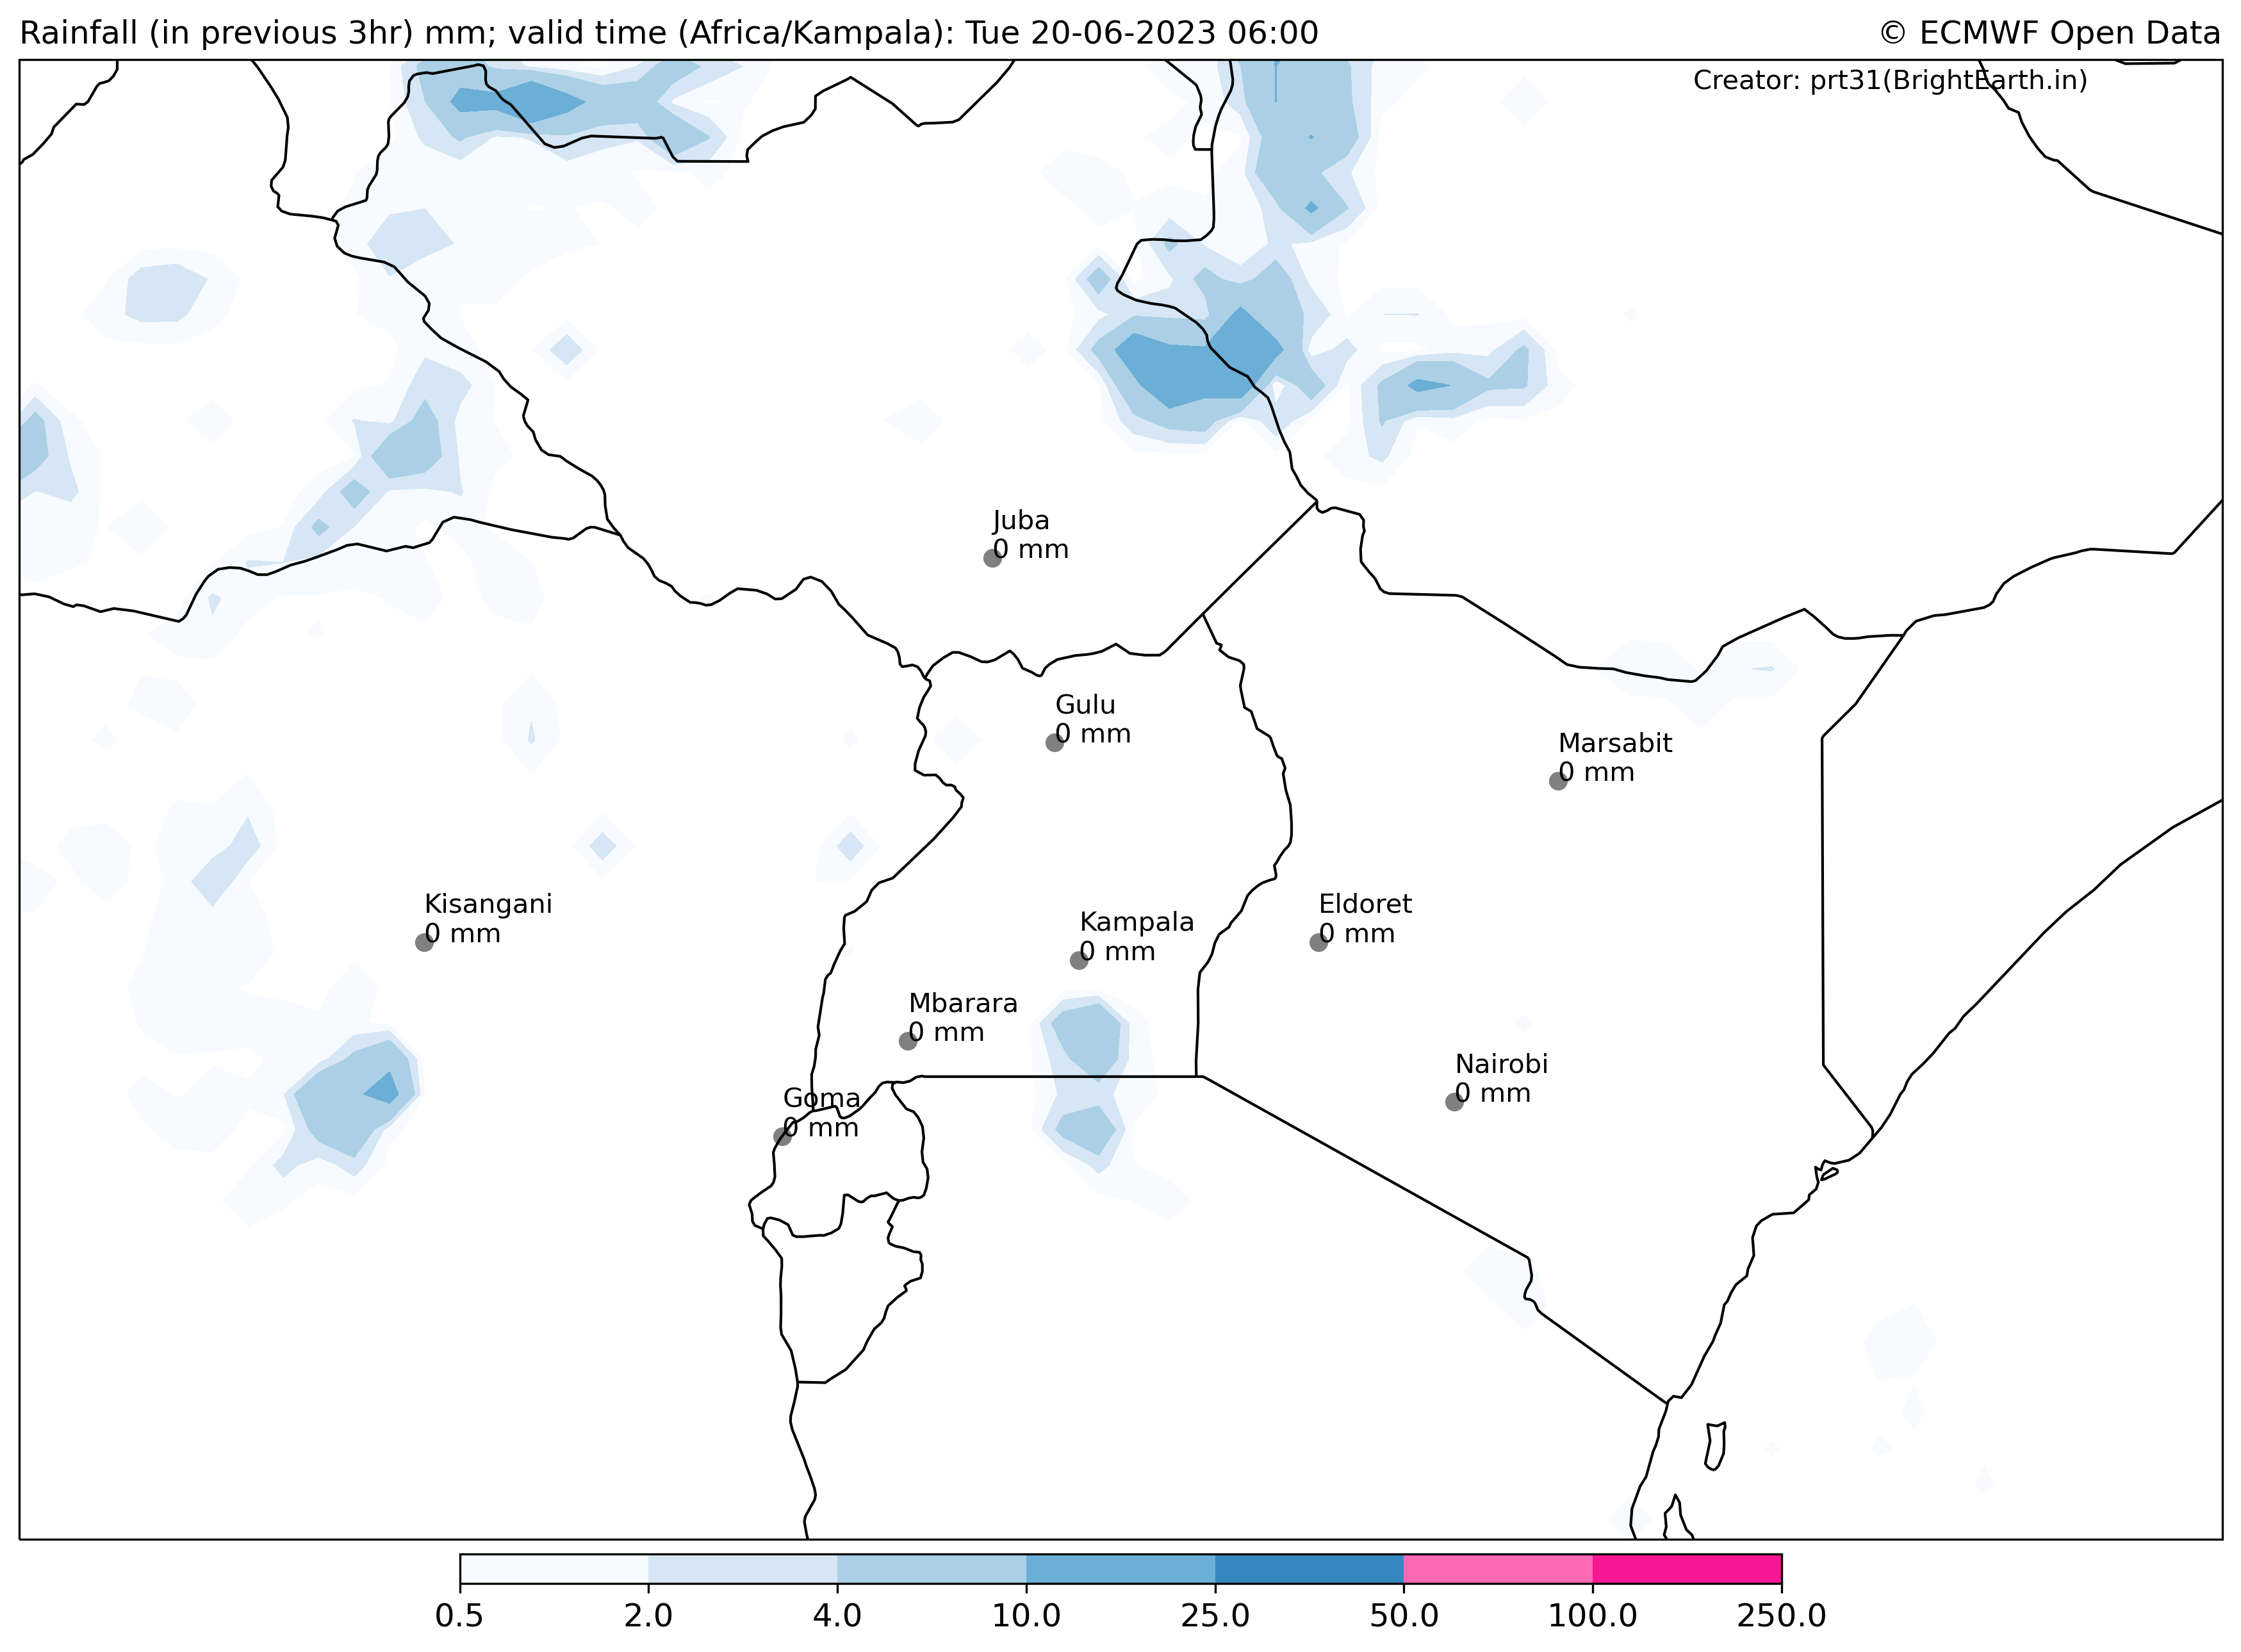 Rainfall (in previous 3hr) mm; valid time (Africa/Kampala): Tue 20-06-2023 06:00
© ECMWF Open Data
Creator: prt31(BrightEarth.in)
Juba
0 mm
Gulu
0 mm
Marsabit
0 mm
Kisangani
0 mm
Eldoret
0 mm
Kampala
0 mm
Mbarara
0 mm
Nairobi
0 mm
Goma
0 mm
0.5 2.0 4.0 10.0 25.0 50.0 100.0 250.0